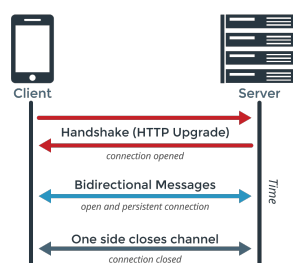 Client
Server
Handshake (HTTP Upgrade)
connection opened
Bidirectional Messages
open and persistent connection
Time
One side closes channel
connection closed